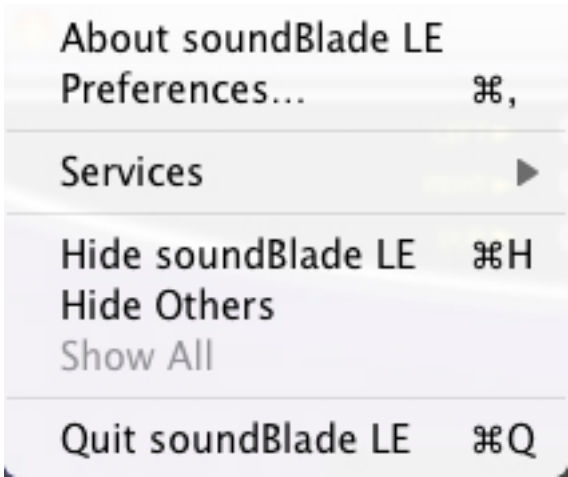 About soundBlade LE
Preferences... ⌘,
Services ▶
Hide soundBlade LE ⌘H
Hide Others
Show All
Quit soundBlade LE ⌘Q